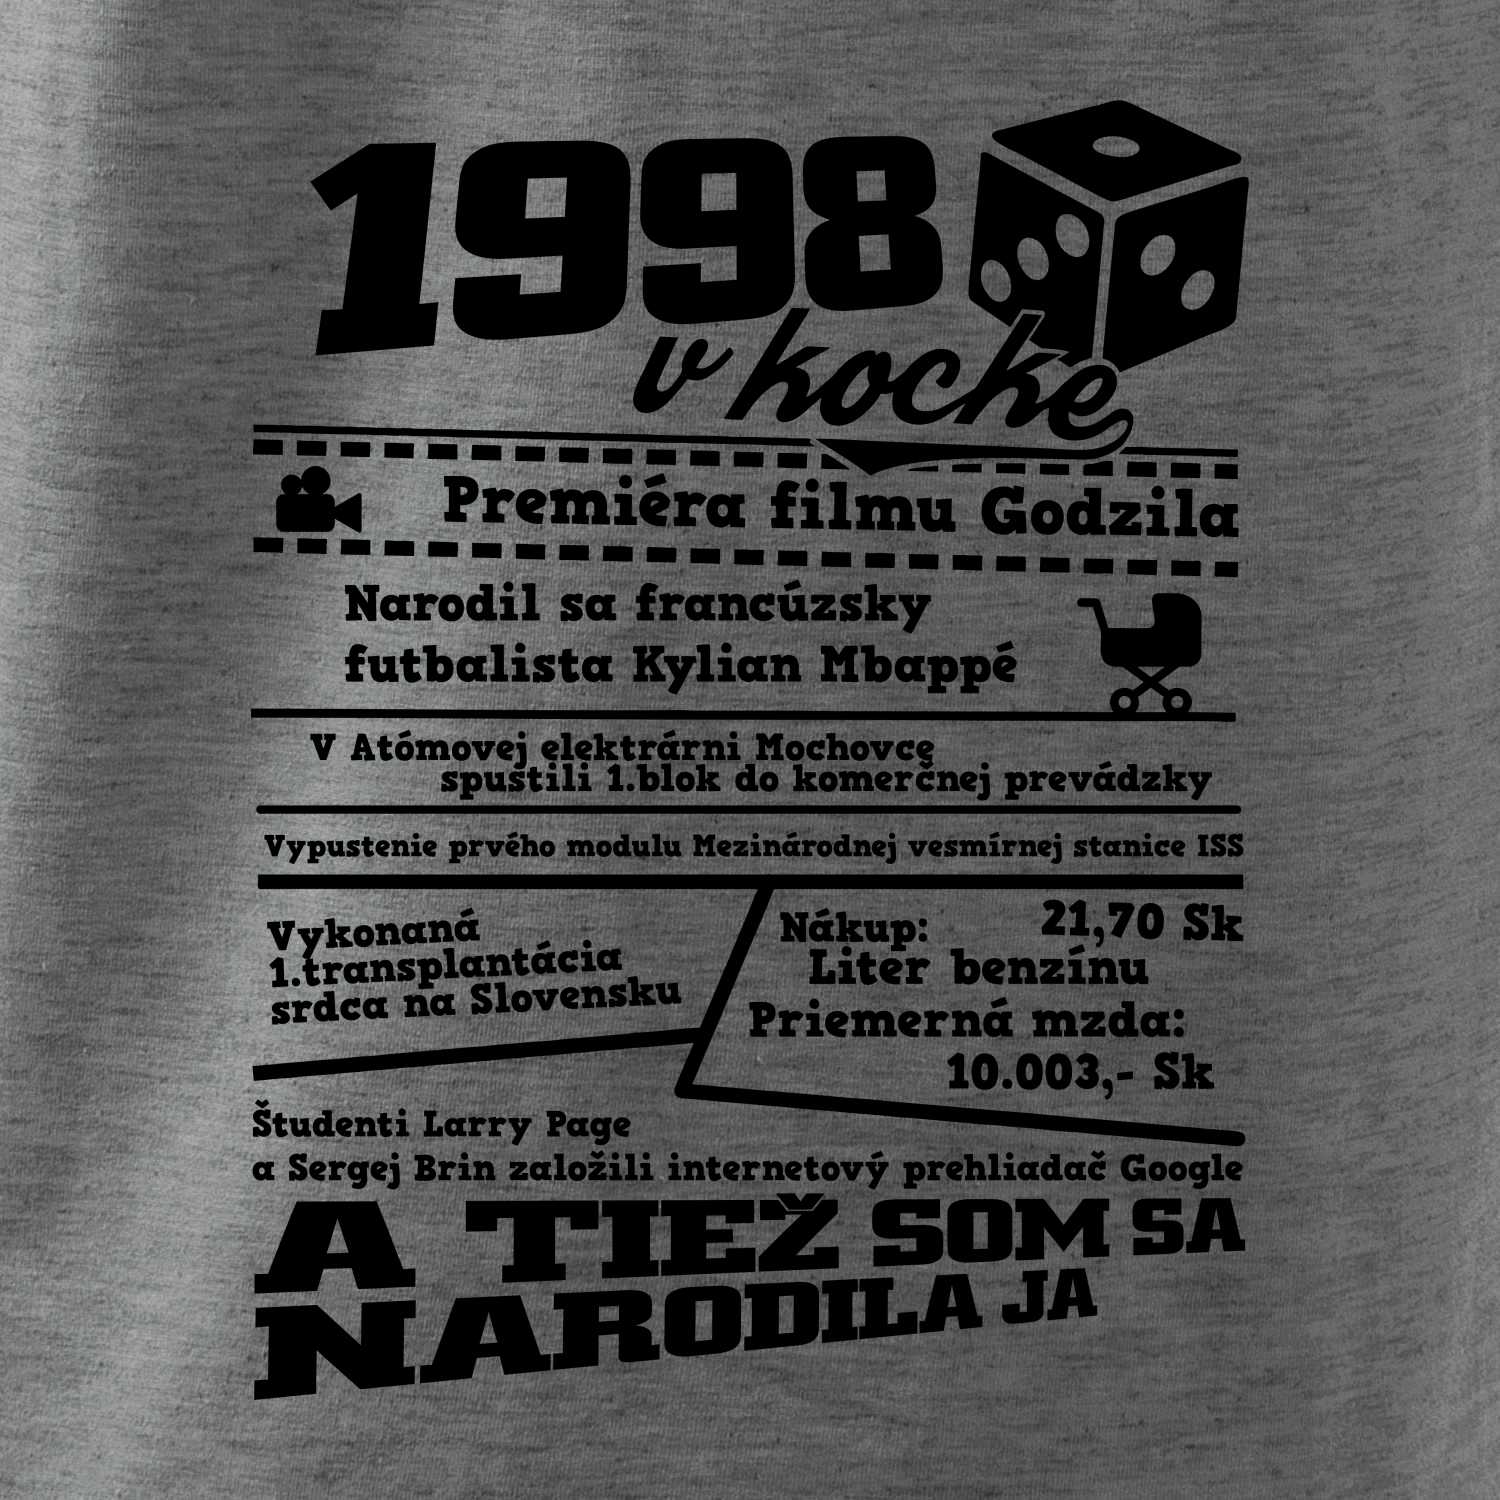 1998
v kocke
Premiéra filmu Godzila
Narodil sa francúzsky
futbalista Kylian Mbappé
V Atómovej elektrárni Mochovce
spustili 1.blok do komerčnej prevádzky
Vypustenie prvého modulu Mezinárodnej vesmírnej stanice ISS
Vykonaná
1.transplantácia
srdca na Slovensku
Nákup: 21,70 Sk
Liter benzínu
Priemerná mzda:
10.003,- Sk
Študenti Larry Page
a Sergej Brin založili internetový prehliadač Google
A TIEŽ SOM SA
NARODILA JA